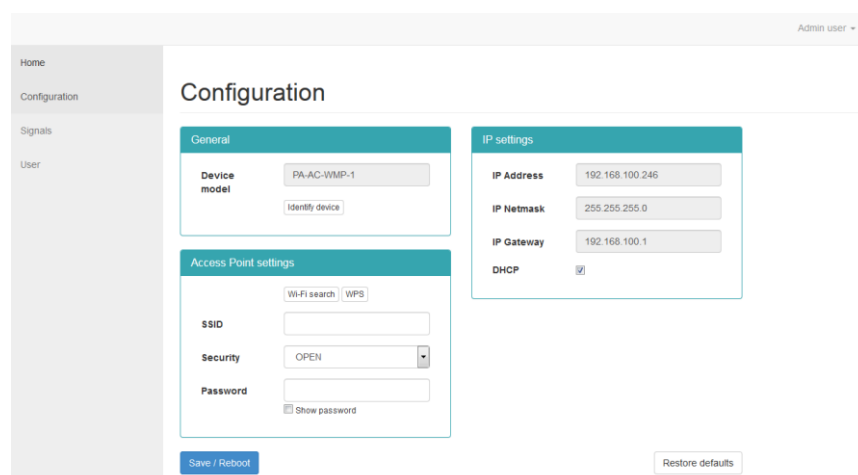 Admin user
Home
Configuration
Signals
User
Configuration
General
Device model
PA-AC-WMP-1
Identify device
Access Point settings
Wi-Fi search WPS
SSID
Security OPEN
Password
Show password
Save / Reboot
IP settings
IP Address 192.168.100.246
IP Netmask 255.255.255.0
IP Gateway 192.168.100.1
DHCP
Restore defaults